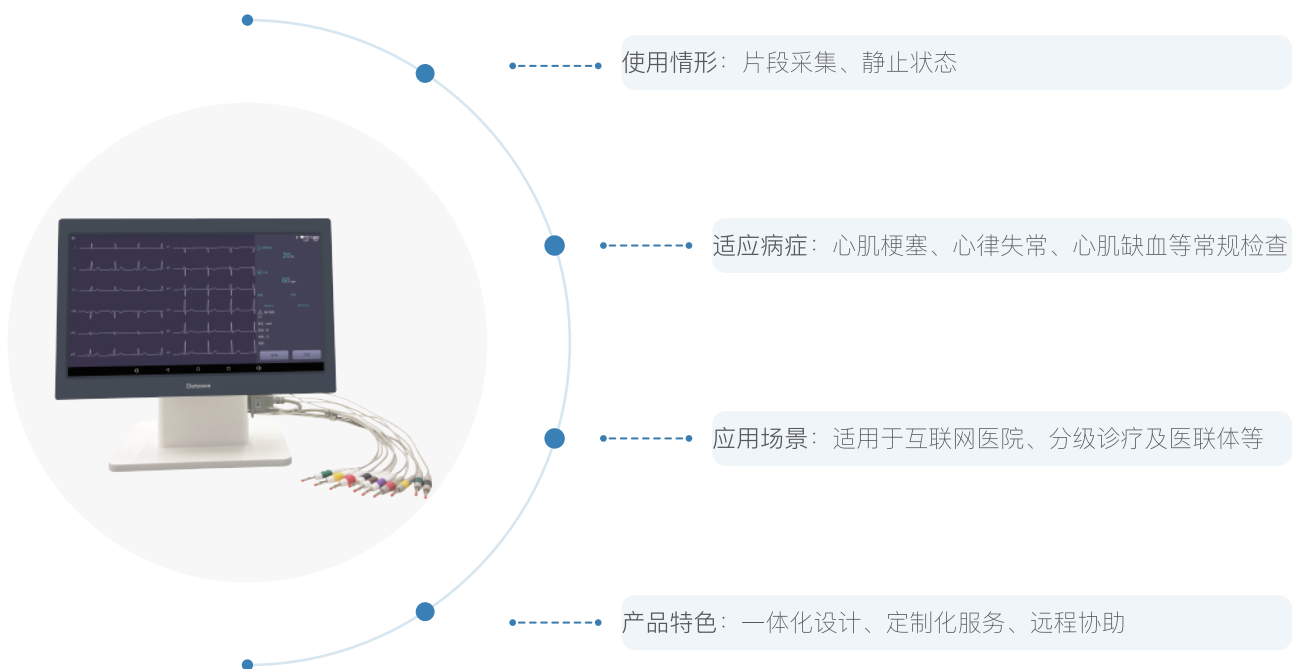 使用情形：片段采集、静止状态
适应病症：心肌梗塞、心律失常、心肌缺血等常规检查
应用场景：适用于互联网医院、分级诊疗及医联体等
产品特色：一体化设计、定制化服务、远程协助